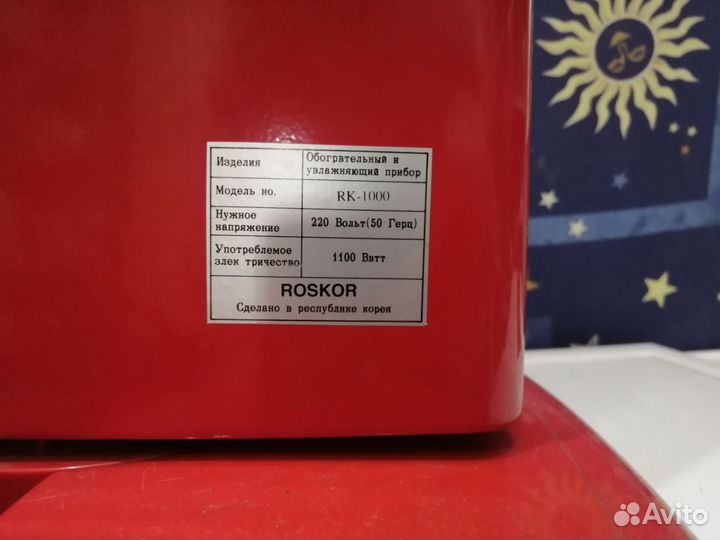 Изделия
Обогрвтельный и
увлажняющий прибор
Модель но.
RK-1000
Нужное
напряжение
220 Вольт(50 Герц)
Употреблемое
злек тричество
1100 Ввтт
ROSKOR
Сделано в республике корея
Avito